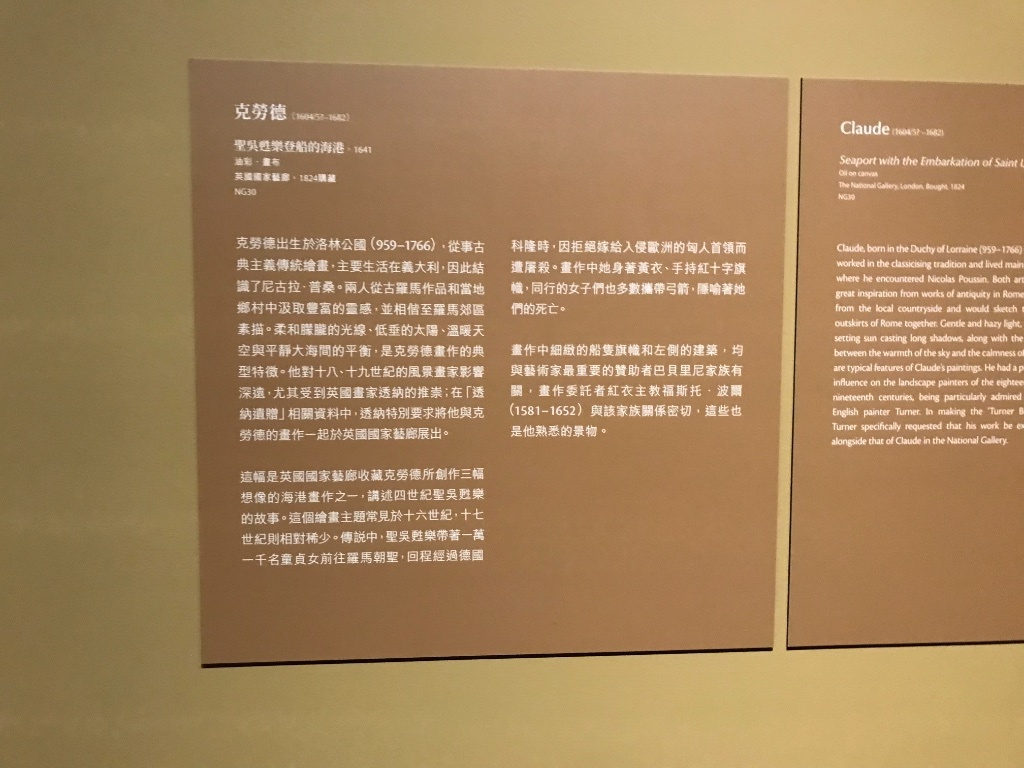 克勞德 (1604/5?–1682)
聖吳甦樂登船的海港，1641
油彩．畫布
英國國家藝廊，1824購藏
NG30
克勞德出生於洛林公國（959–1766），從事古
典主義傳統繪畫，主要生活在義大利，因此結
識了尼古拉．普桑。兩人從古羅馬作品和當地
鄉村中汲取豐富的靈感，並相偕至羅馬郊區
素描。柔和朦朧的光線、低垂的太陽、溫暖天
空與平靜大海間的平衡，是克勞德畫作的典
型特徵。他對十八、十九世紀的風景畫家影響
深遠，尤其受到英國畫家透納的推崇；在「透
納遺贈」相關資料中，透納特別要求將他與克
勞德的畫作一起於英國國家藝廊展出。
這幅是英國國家藝廊收藏克勞德所創作三幅
想像的海港畫作之一，講述四世紀聖吳甦樂
的故事。這個繪畫主題常見於十六世紀，十七
世紀則相對稀少。傳說中，聖吳甦樂帶著一萬
一千名童貞女前往羅馬朝聖，回程經過德國
科隆時，因拒絕嫁給入侵歐洲的匈人首領而
遭屠殺。畫作中她身著黃衣、手持紅十字旗
幟，同行的女子們也多數攜帶弓箭，隱喻著她
們的死亡。
畫作中細緻的船隻旗幟和左側的建築，均
與藝術家最重要的贊助者巴貝里尼家族有
關，畫作委託者紅衣主教福斯托．波爾
（1581–1652）與該家族關係密切，這些也
是他熟悉的景物。
Claude (1604/5?–1682)
Seaport with the Embarkation of Saint U
Oil on canvas
The National Gallery, London. Bought, 1824
NG30
Claude, born in the Duchy of Lorraine (959–1766)
worked in the classicising tradition and lived main
where he encountered Nicolas Poussin. Both art
great inspiration from works of antiquity in Rome
from the local countryside and would sketch t
outskirts of Rome together. Gentle and hazy light,
setting sun casting long shadows, along with the
between the warmth of the sky and the calmness of
are typical features of Claude's paintings. He had a p
influence on the landscape painters of the eighteen
nineteenth centuries, being particularly admired
English painter Turner. In making the 'Turner B
Turner specifically requested that his work be ex
alongside that of Claude in the National Gallery.